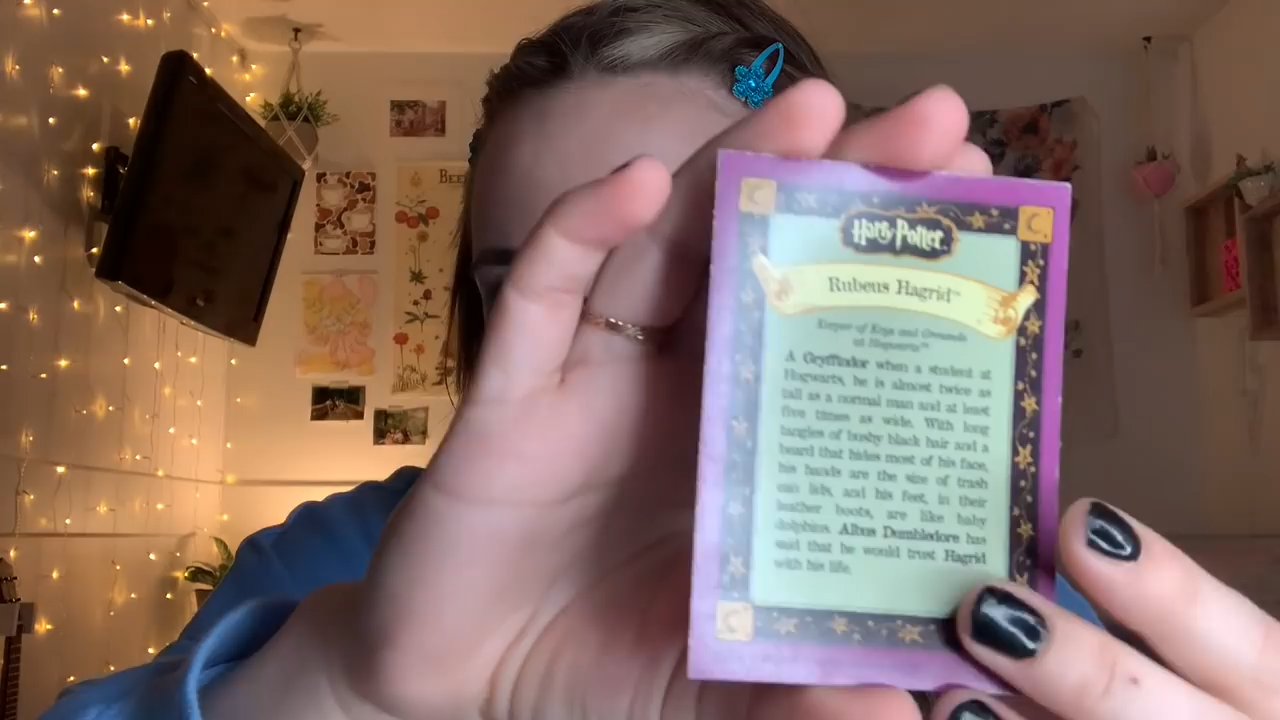 BEE
Harry Potter
Rubeus Hagrid™
Keeper of Keys and Grounds
at Hogwarts™
A Gryffindor when a student at
Hogwarts, he is almost twice as
tall as a normal man and at least
five times as wide. With long
tangles of bushy black hair and a
beard that hides most of his face,
his hands are the size of trash
can lids, and his feet, in their
leather boots, are like baby
dolphins. Albus Dumbledore has
said that he would trust Hagrid
with his life.